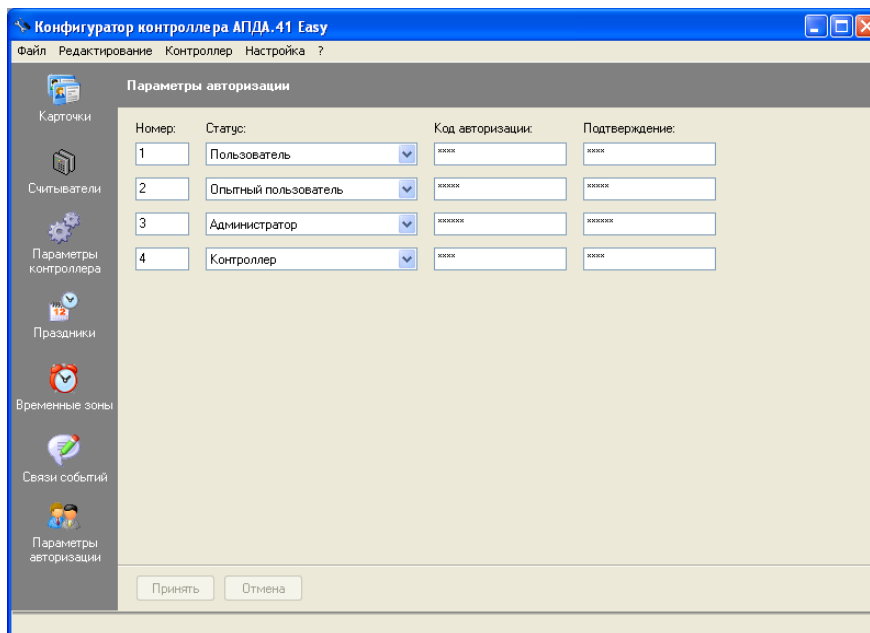 Конфигуратор контроллера АПДА.41 Easy
Файл Редактирование Контроллер Настройка ?
Карточки
Считыватели
Параметры
контроллера
Праздники
Временные зоны
Связи событий
Параметры
авторизации
Параметры авторизации
Номер: Статус: Код авторизации: Подтверждение:
1 Пользователь **** ****
2 Опытный пользователь ***** *****
3 Администратор ****** ******
4 Контроллер **** ****
Принять Отмена